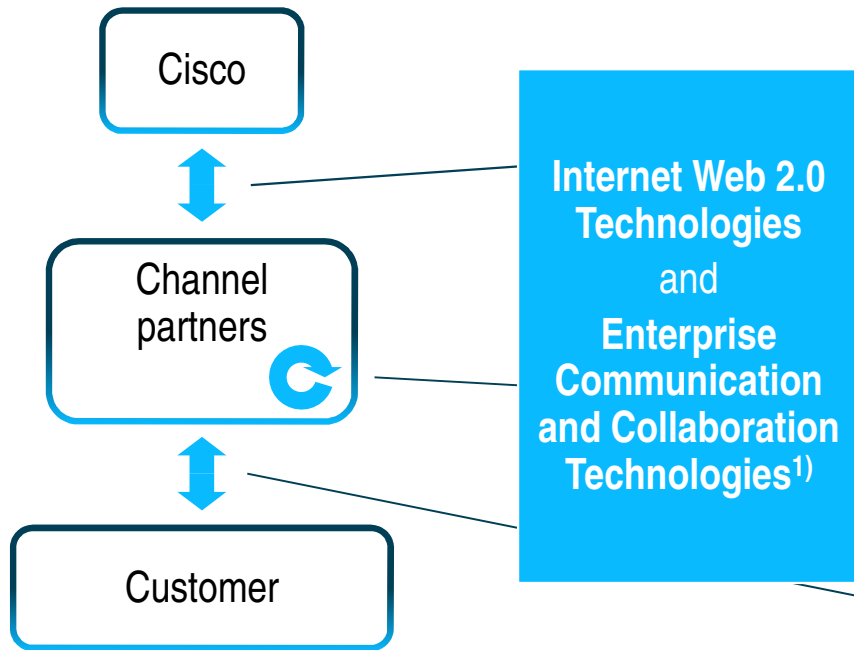 Cisco
Channel
partners
Customer
Internet Web 2.0
Technologies
and
Enterprise
Communication
and Collaboration
Technologies1)